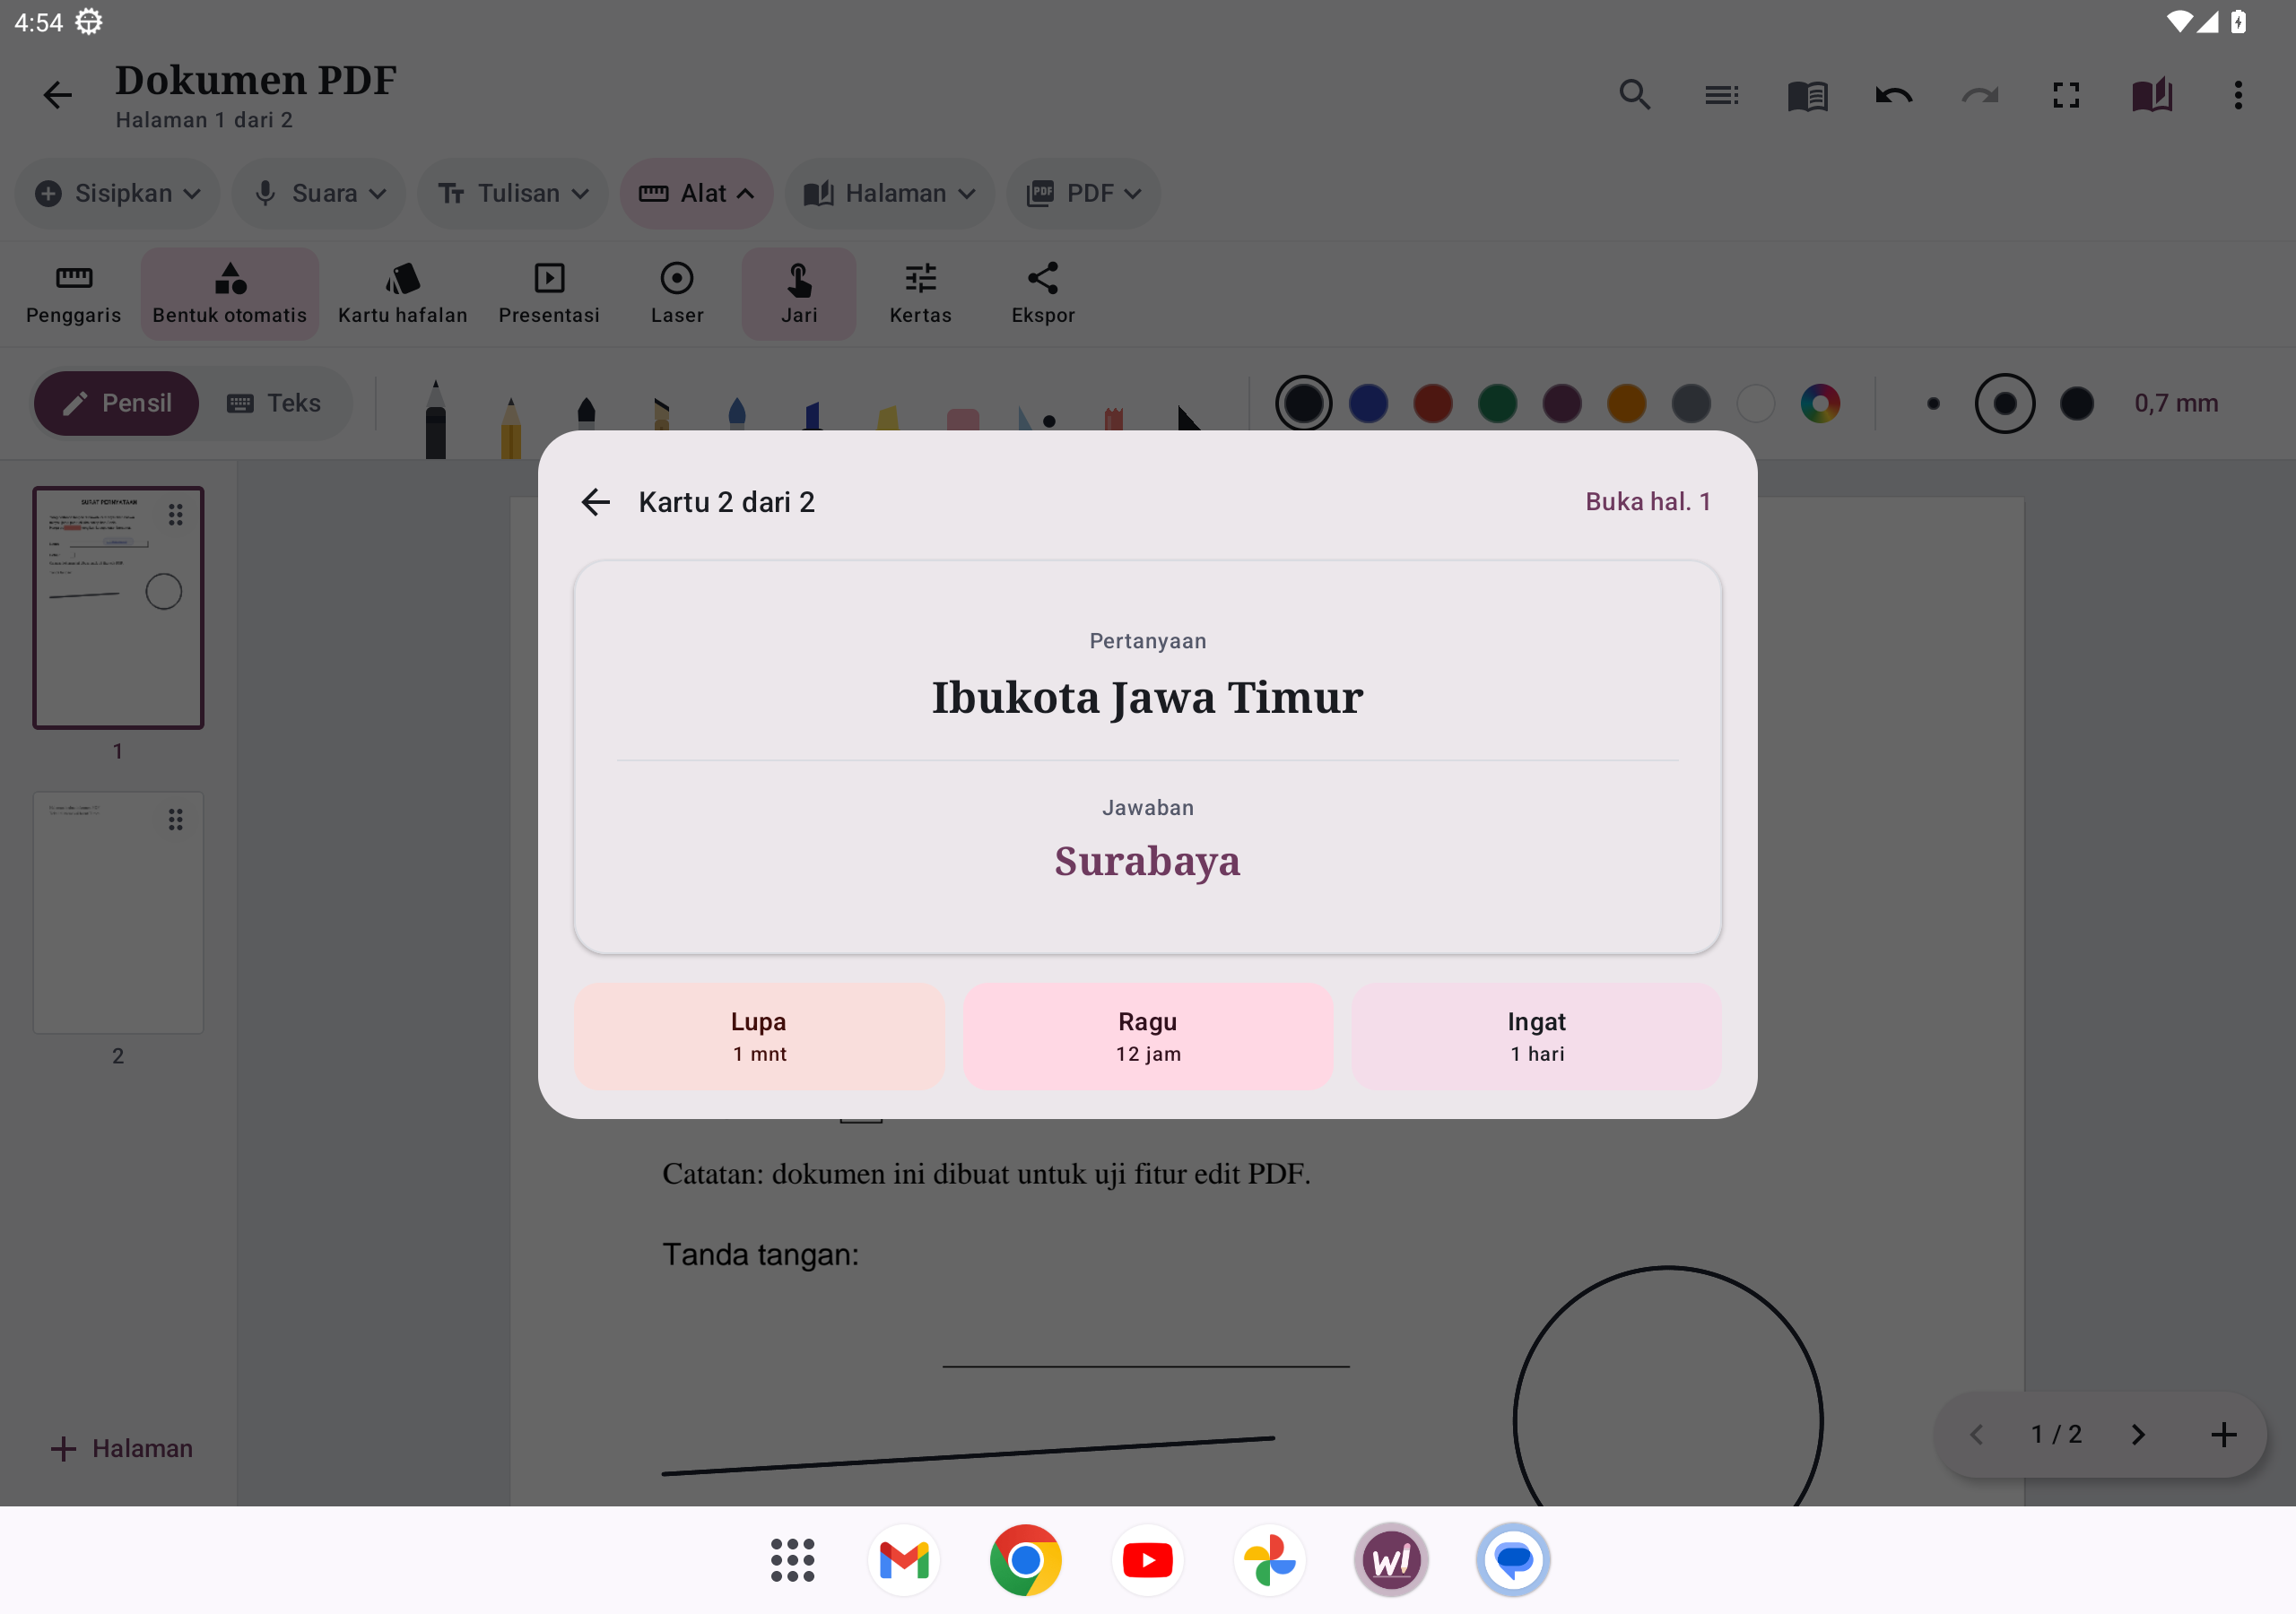 4:54
Dokumen PDF
Halaman 1 dari 2
Sisipkan
Suara
Tulisan
Alat
Halaman
PDF
Penggaris
Bentuk otomatis
Kartu hafalan
Presentasi
Laser
Jari
Kertas
Ekspor
Pensil
Teks
0,7 mm
SURAT PERNYATAAN
1
2
Halaman
Kartu 2 dari 2
Buka hal. 1
Pertanyaan
Ibukota Jawa Timur
Jawaban
Surabaya
Lupa
1 mnt
Ragu
12 jam
Ingat
1 hari
Catatan: dokumen ini dibuat untuk uji fitur edit PDF.
Tanda tangan:
1 / 2